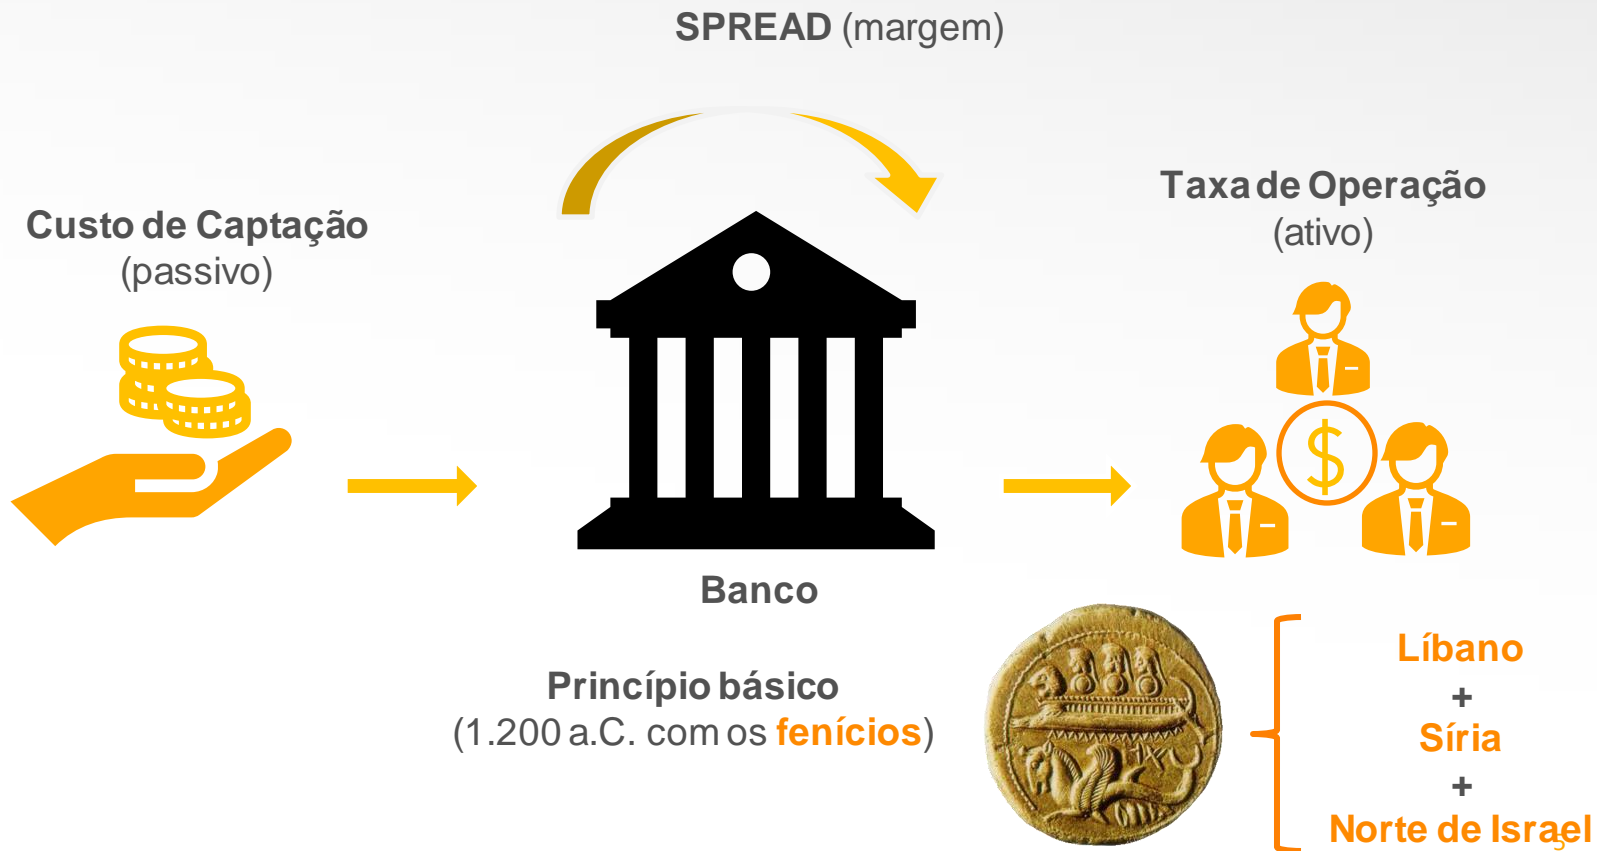 SPREAD (margem)
Custo de Captação
(passivo)
Taxa de Operação
(ativo)
$
Banco
Princípio básico
(1.200 a.C. com os fenícios)
Líbano
+
Síria
+
Norte de Israel
5